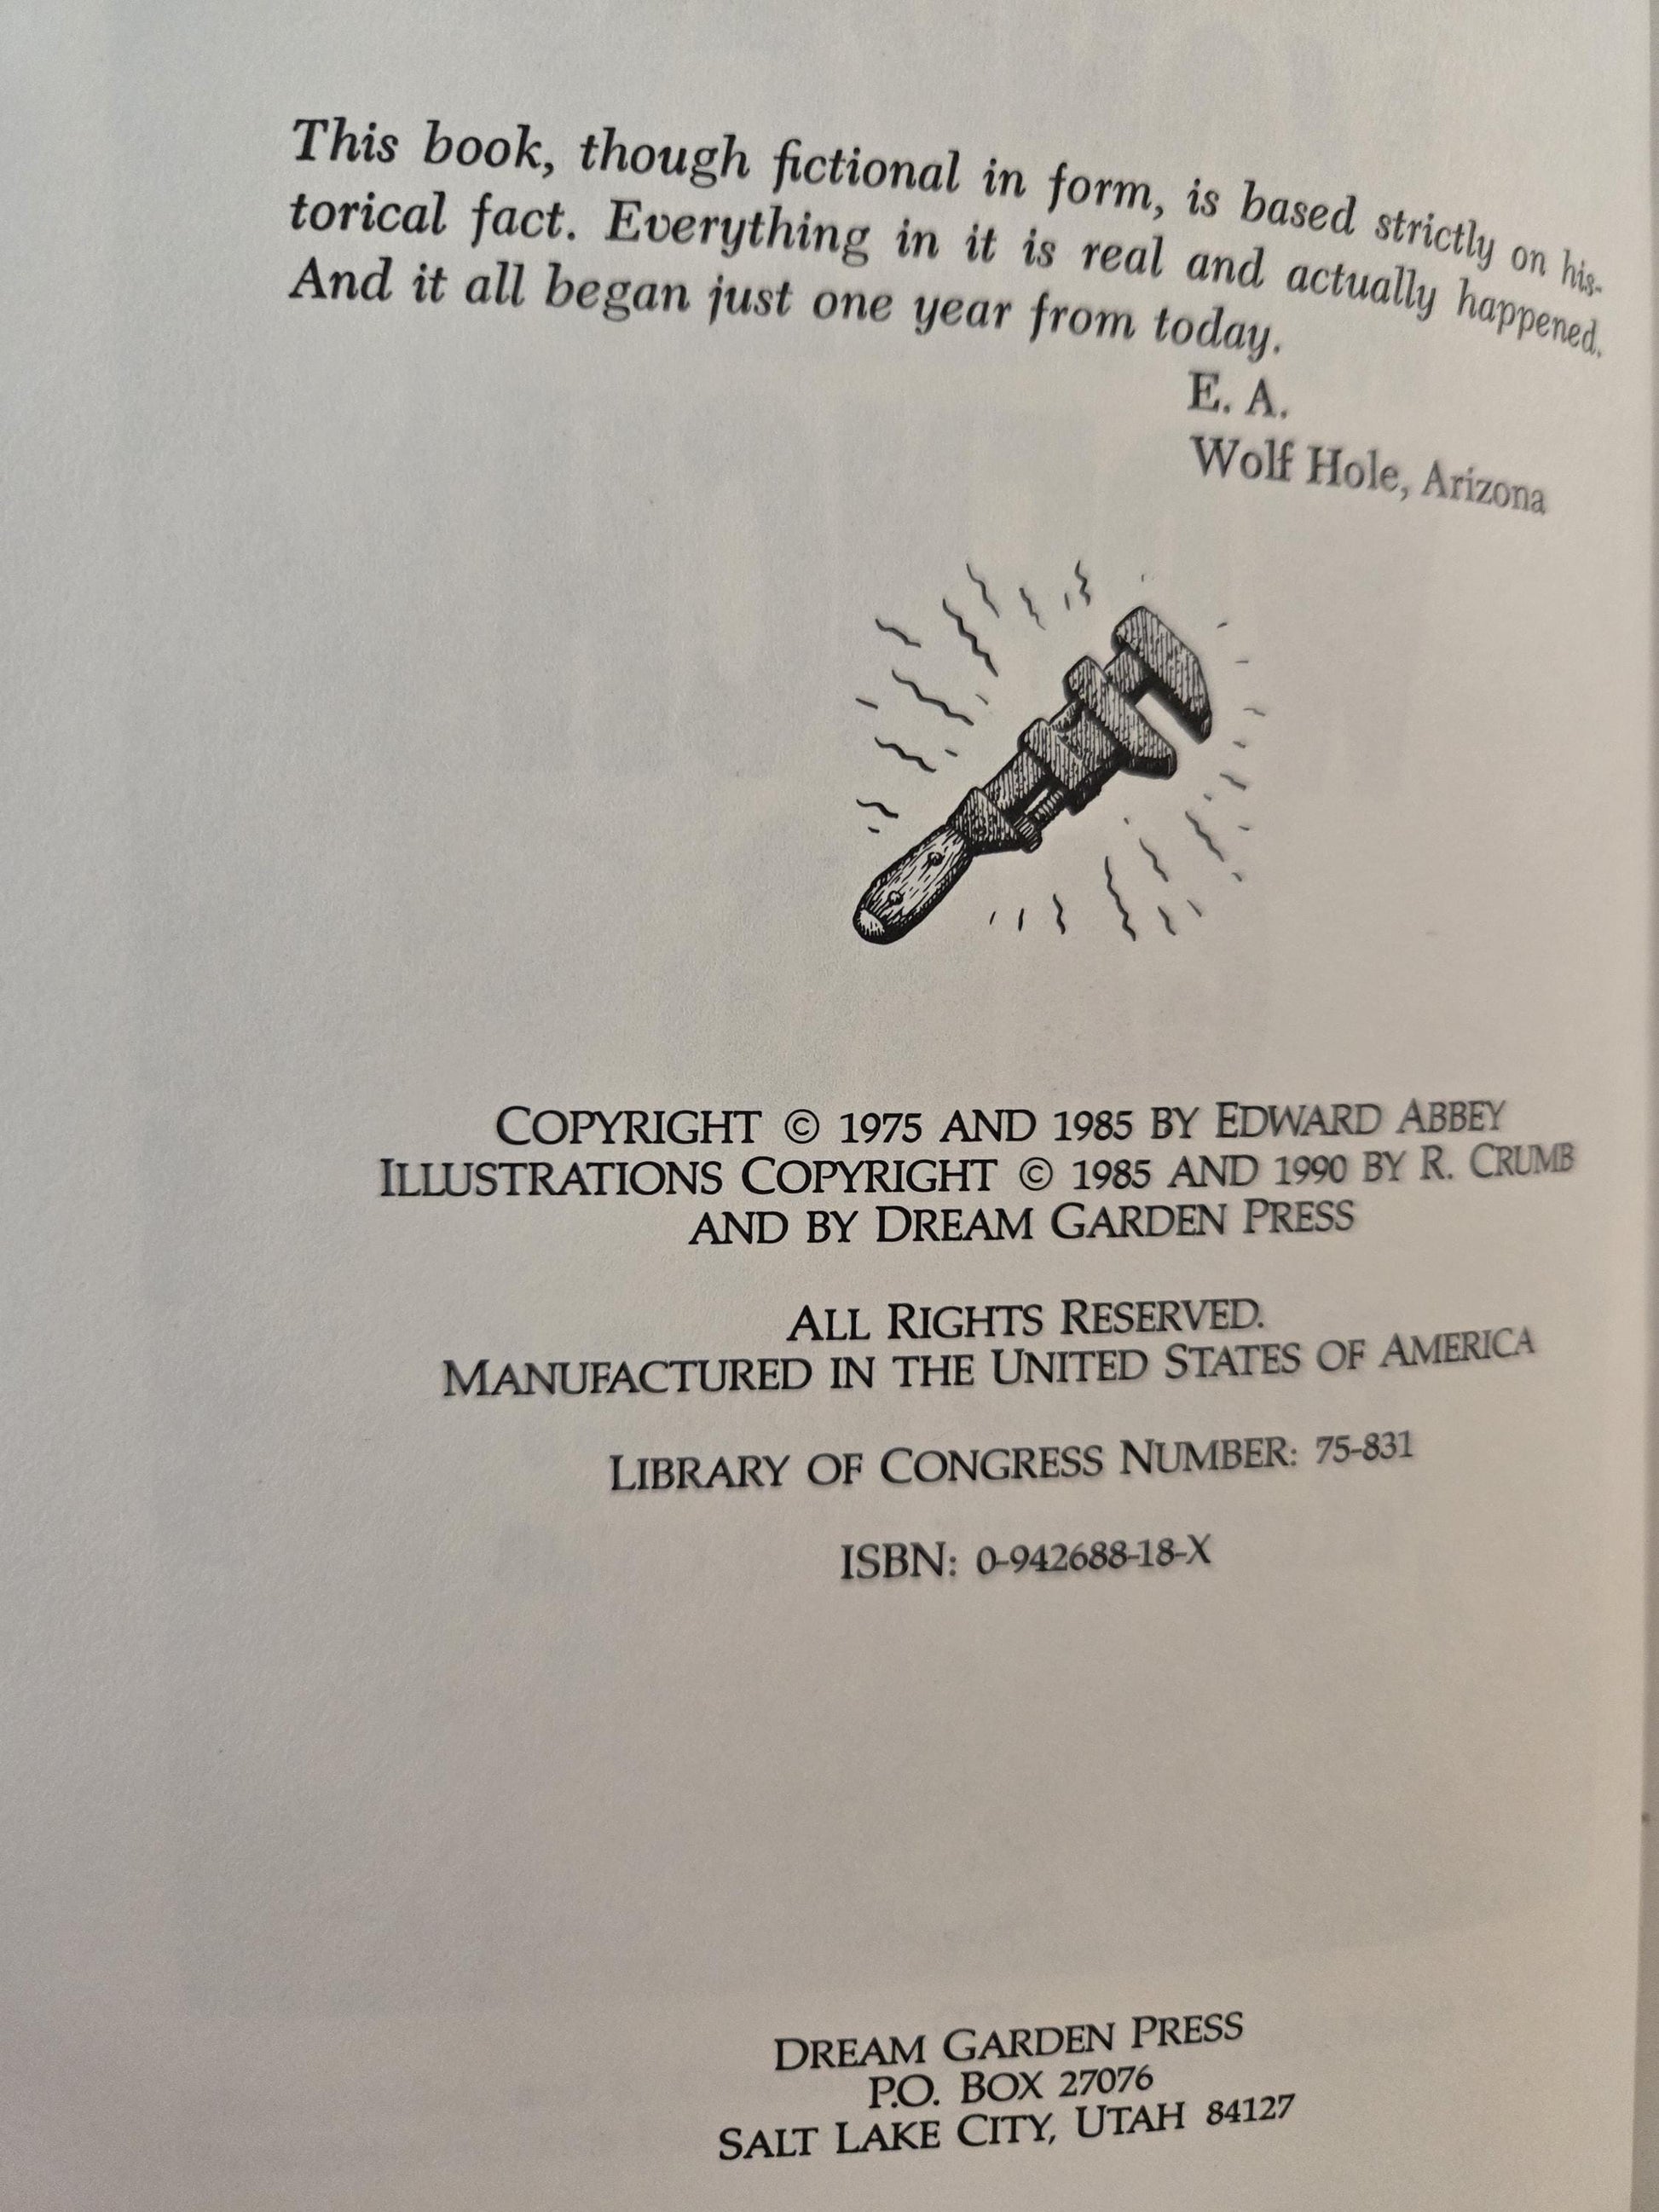 This book, though fictional in form, is based strictly on his-
torical fact. Everything in it is real and actually happened.
And it all began just one year from today.
E. A.
Wolf Hole, Arizona
COPYRIGHT © 1975 AND 1985 BY EDWARD ABBEY
ILLUSTRATIONS COPYRIGHT © 1985 AND 1990 BY R. CRUMB
AND BY DREAM GARDEN PRESS
ALL RIGHTS RESERVED.
MANUFACTURED IN THE UNITED STATES OF AMERICA
LIBRARY OF CONGRESS NUMBER: 75-831
ISBN: 0-942688-18-X
DREAM GARDEN PRESS
P.O. BOX 27076
SALT LAKE CITY, UTAH 84127